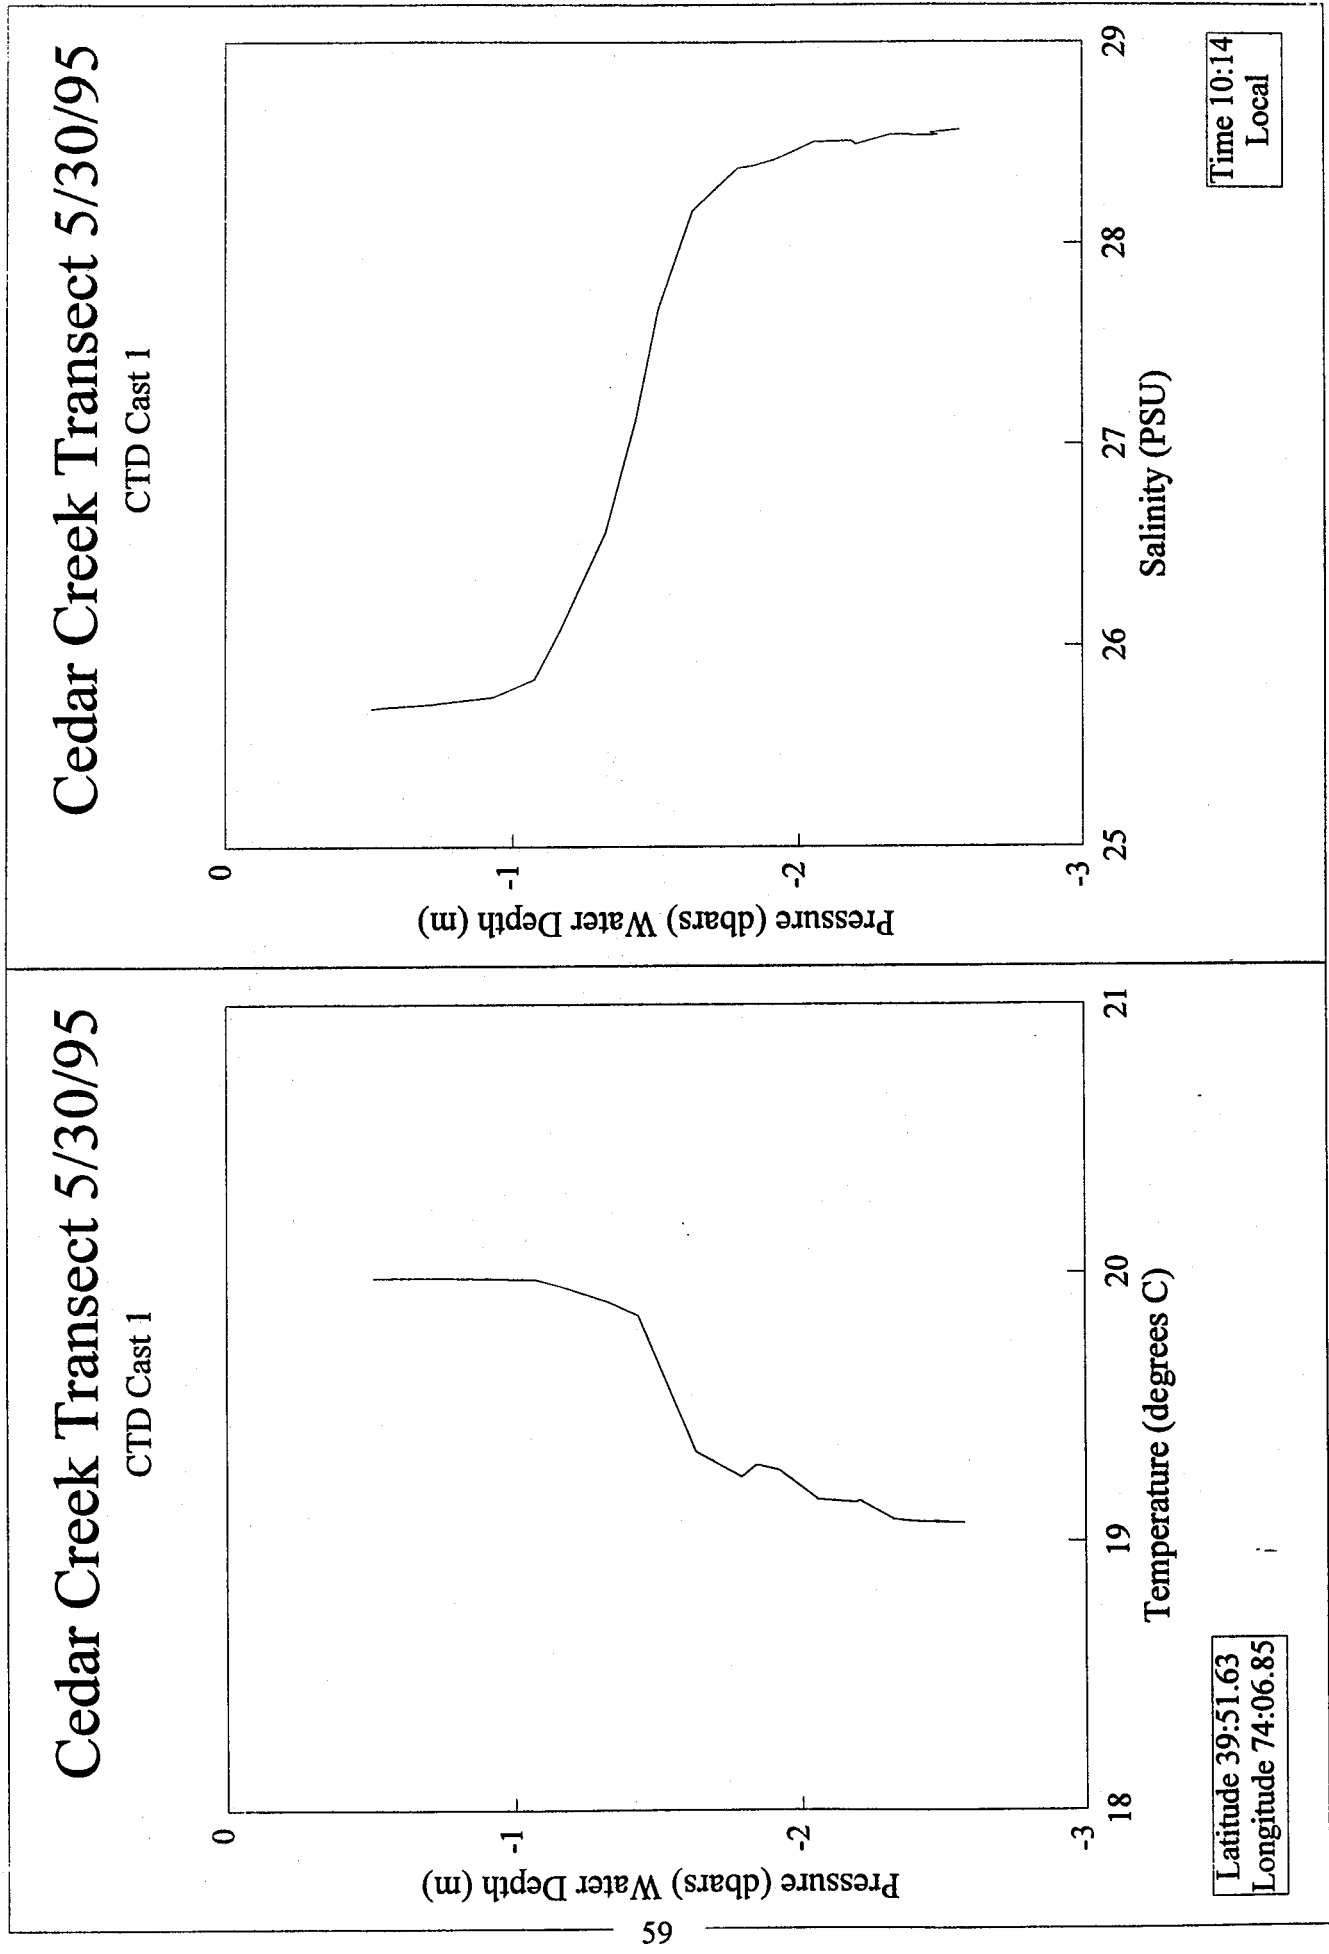 Cedar Creek Transect 5/30/95
CTD Cast 1
0
-1
-2
-3
Pressure (dbars) Water Depth (m)
18
19
20
21
Temperature (degrees C)
Latitude 39:51.63
Longitude 74:06.85
Cedar Creek Transect 5/30/95
CTD Cast 1
0
-1
-2
-3
Pressure (dbars) Water Depth (m)
25
26
27
28
29
Salinity (PSU)
Time 10:14
Local
59